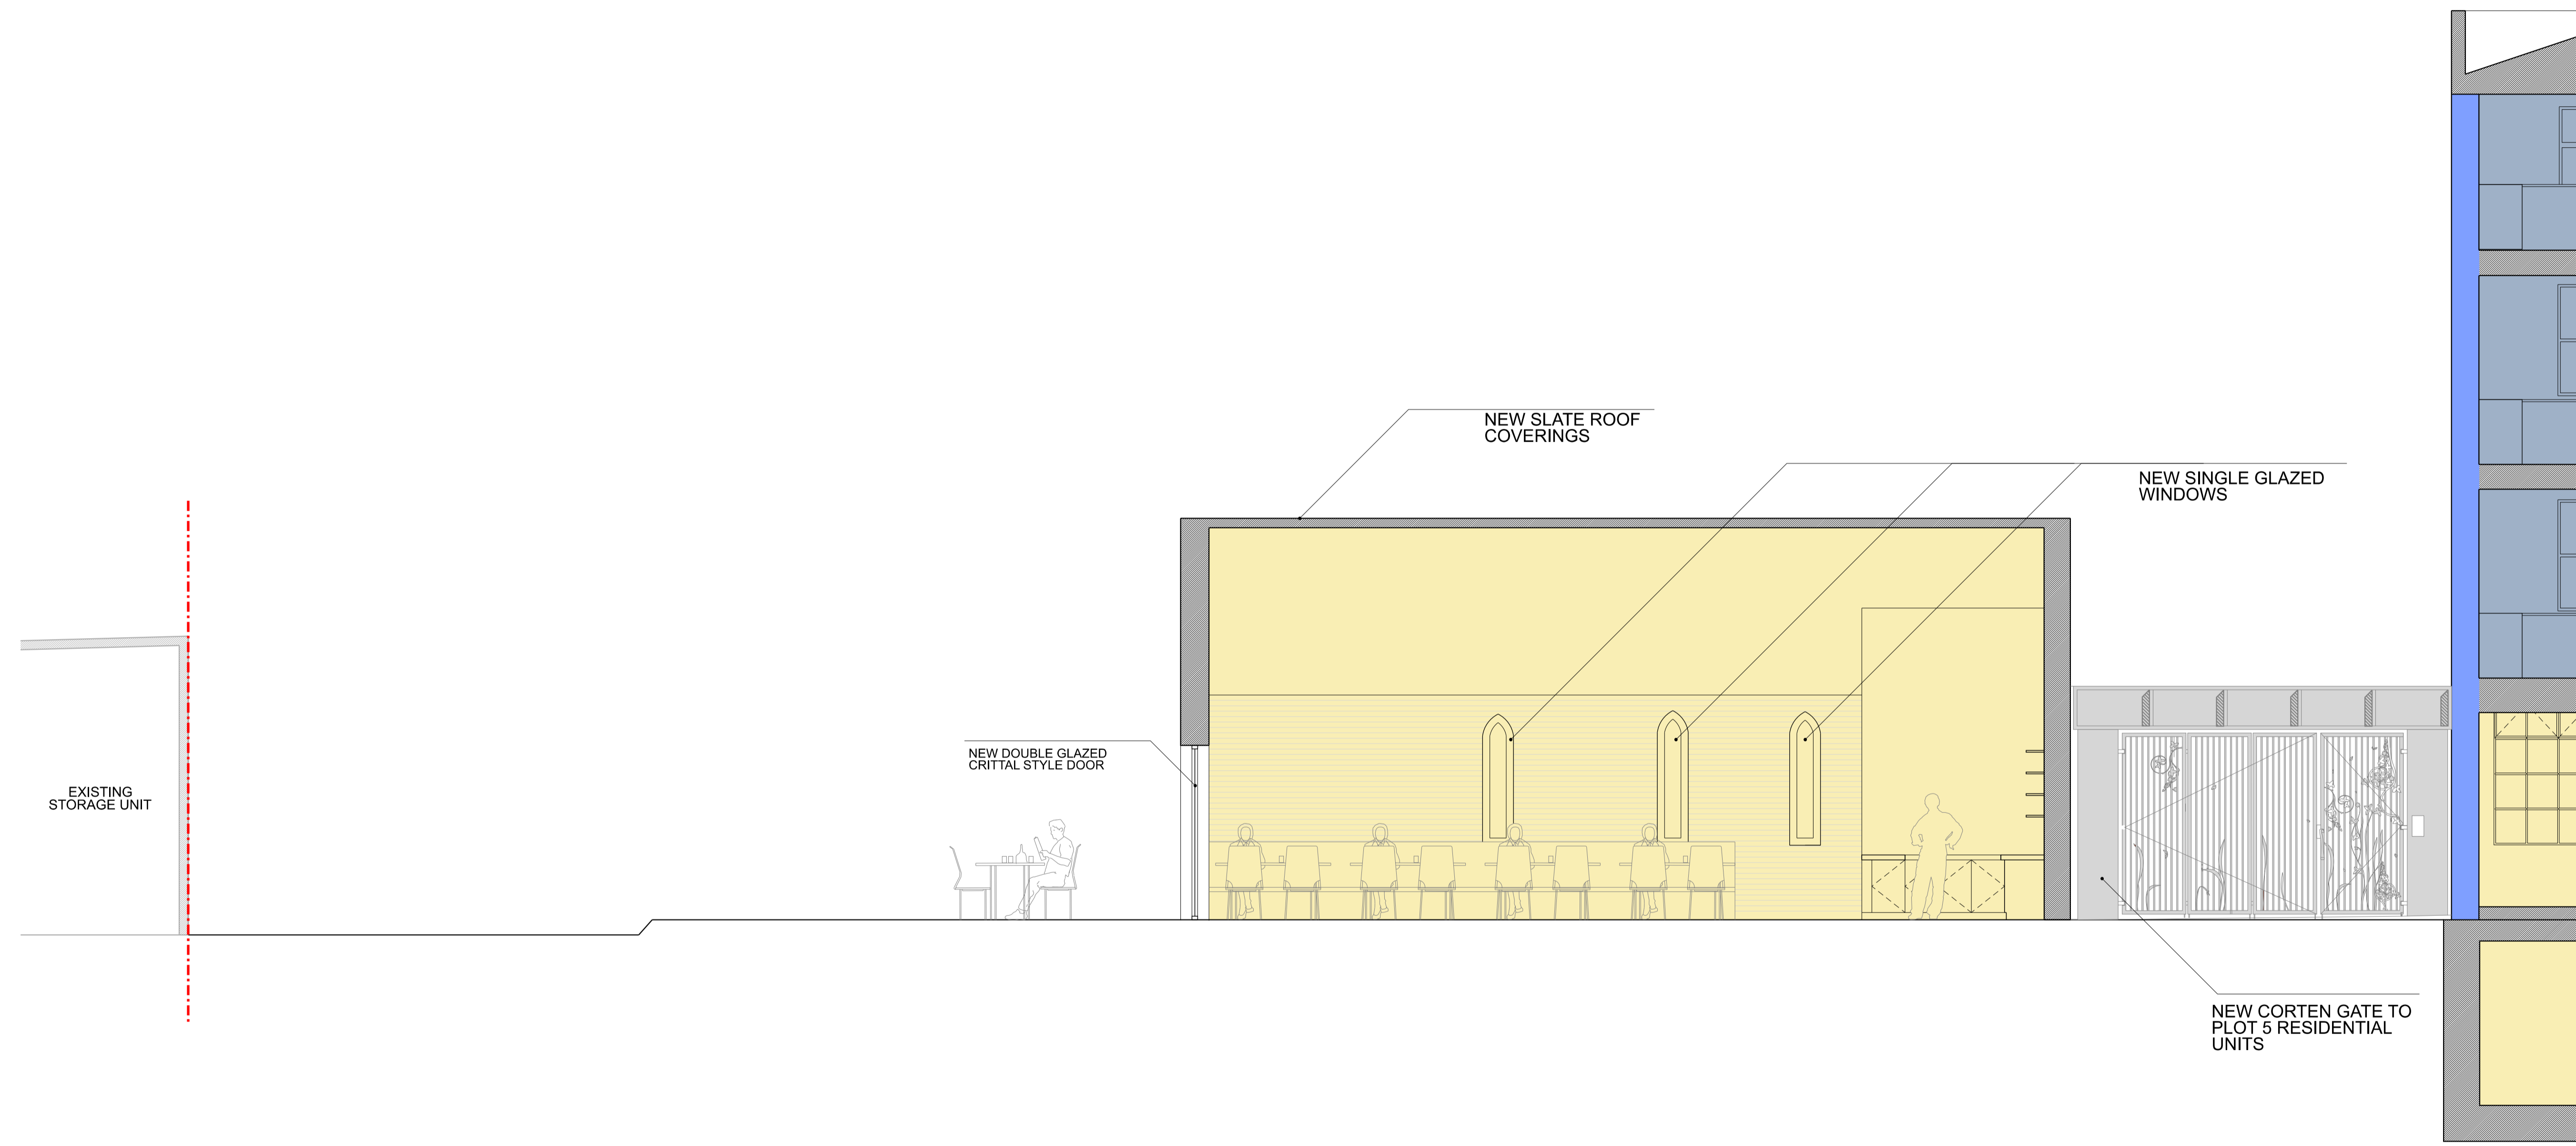 NEW SLATE ROOF
COVERINGS
NEW SINGLE GLAZED
WINDOWS
NEW DOUBLE GLAZED
CRITTAL STYLE DOOR
EXISTING
STORAGE UNIT
NEW CORTEN GATE TO
PLOT 5 RESIDENTIAL
UNITS